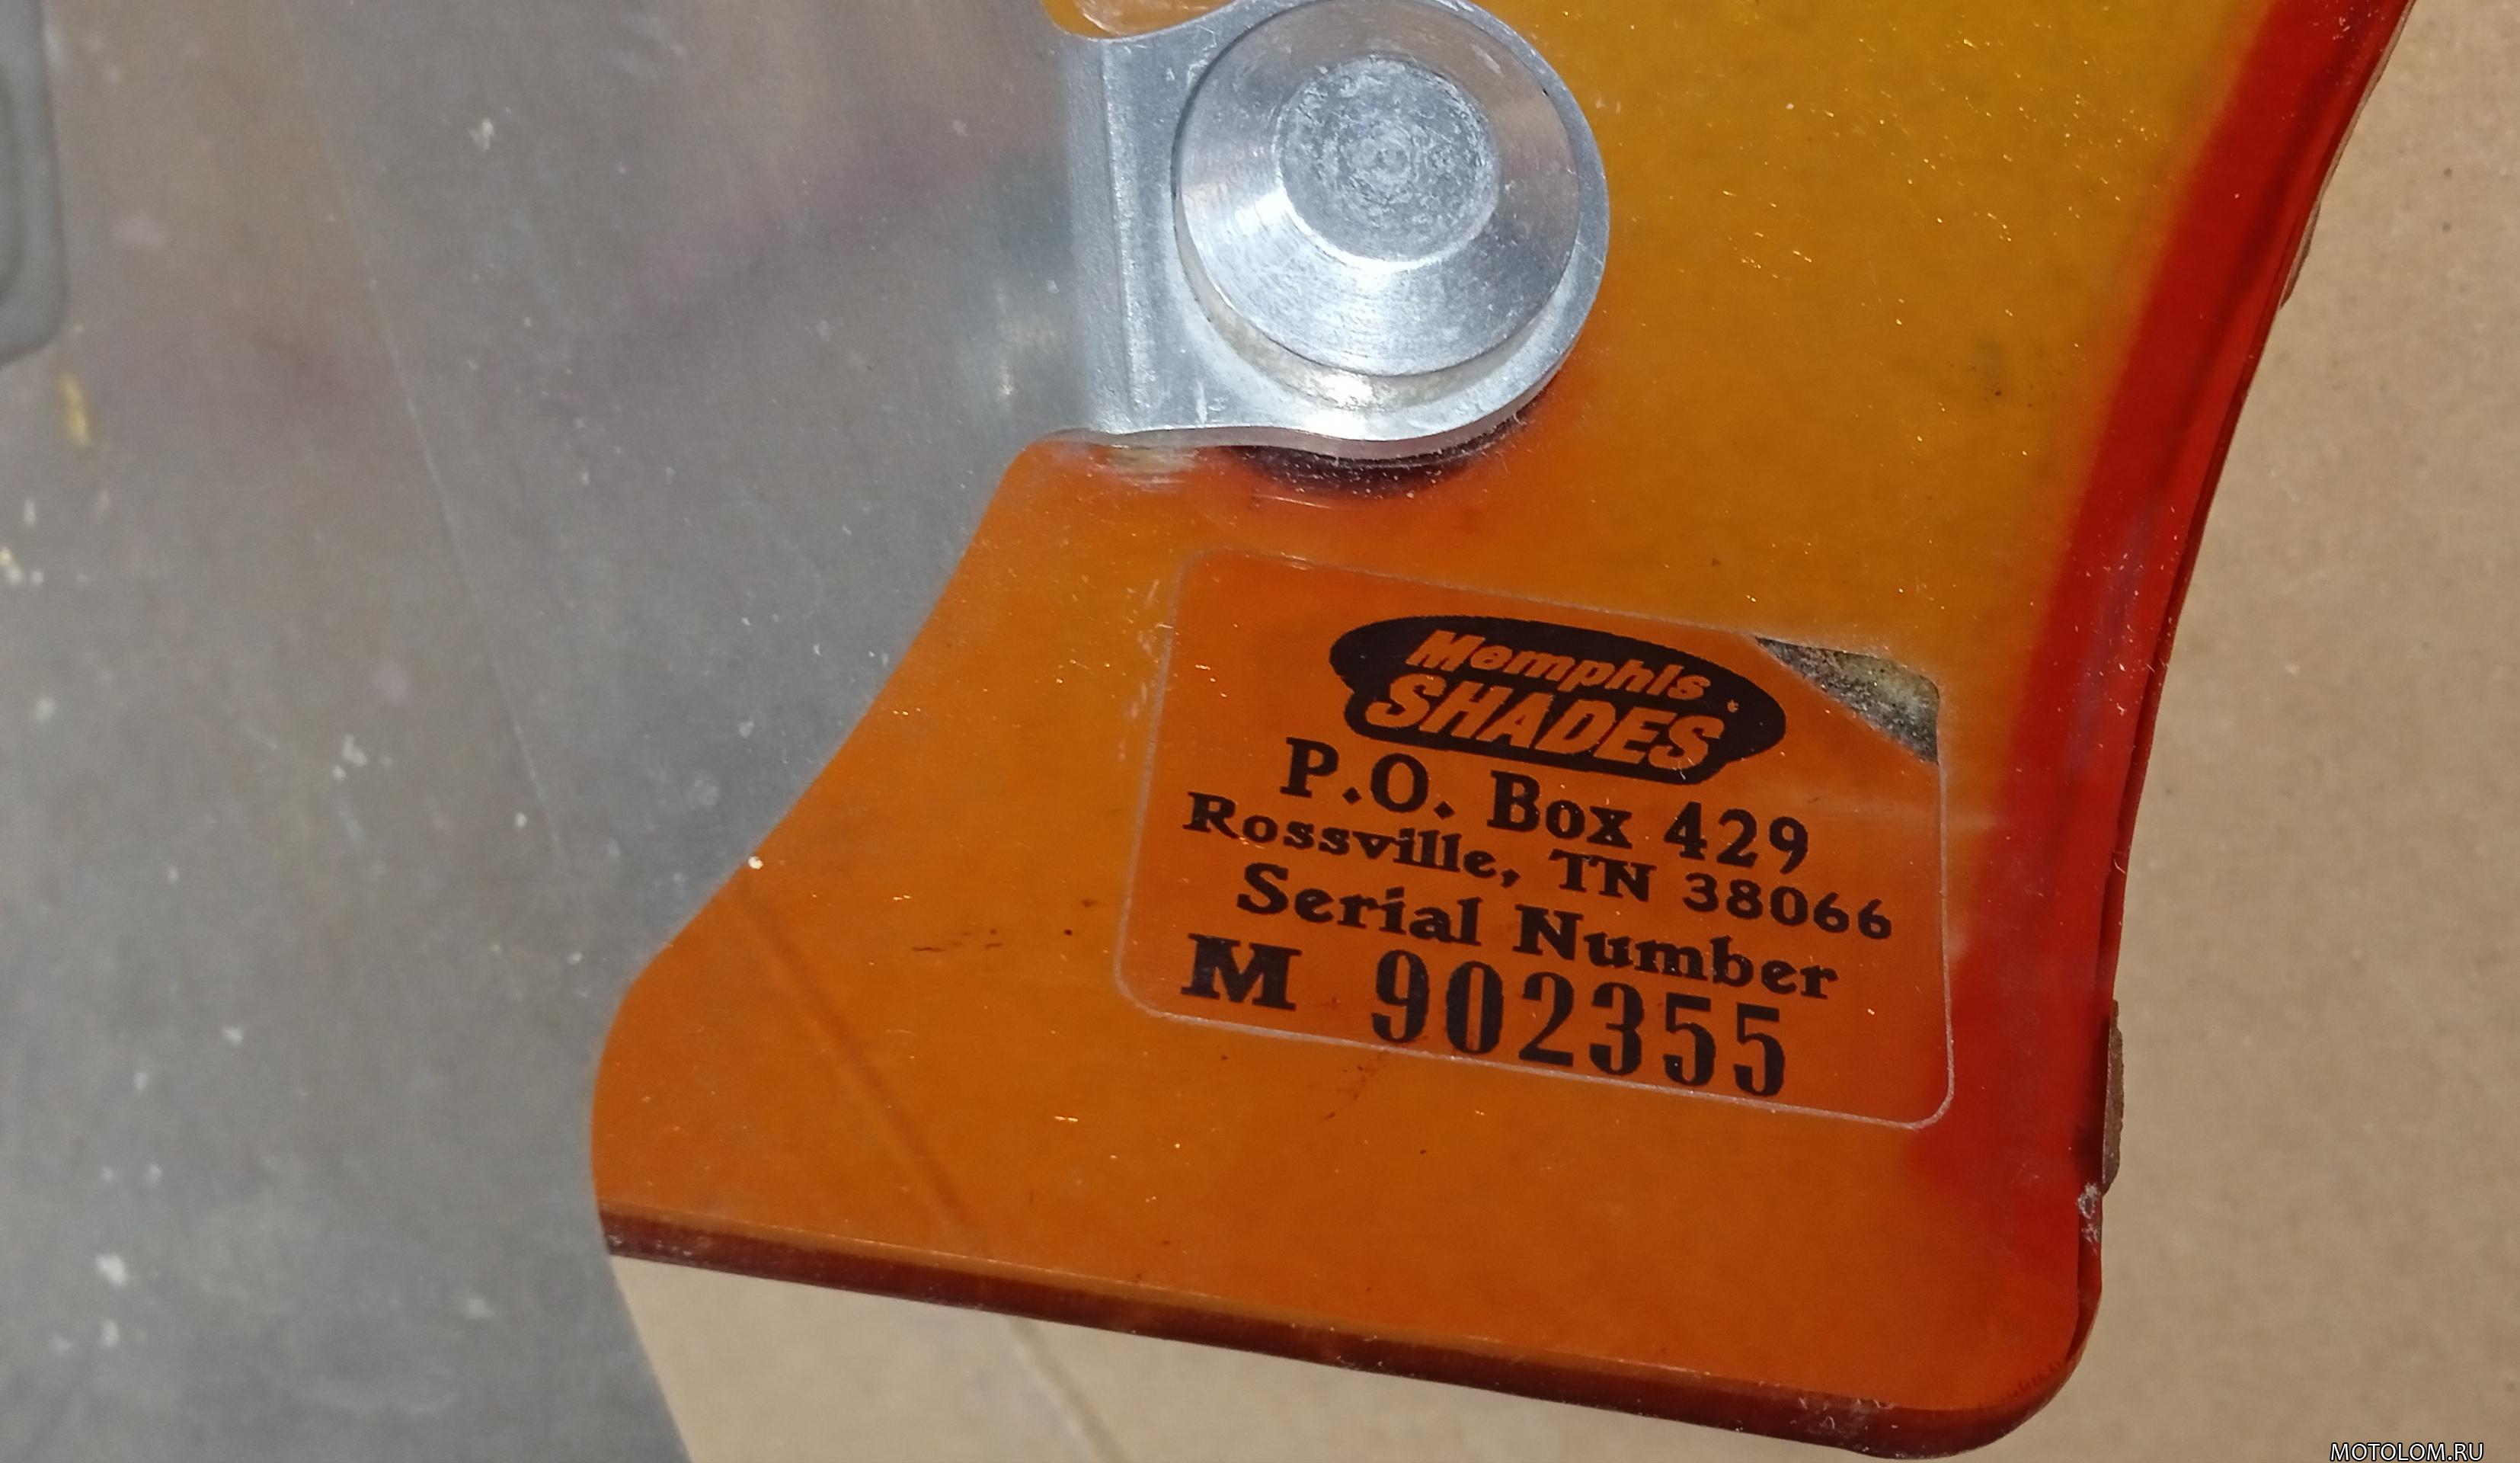 Memphis
SHADES
P.O. Box 429
Rossville, TN 38066
Serial Number
M 902355
MOTOLOM.RU